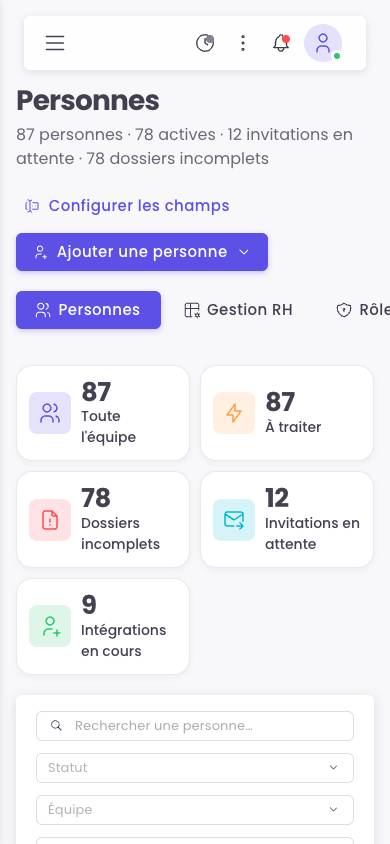 Personnes
87 personnes · 78 actives · 12 invitations en
attente · 78 dossiers incomplets
Configurer les champs
Ajouter une personne
Personnes
Gestion RH
Rôle
87
Toute
l'équipe
87
À traiter
78
Dossiers
incomplets
12
Invitations en
attente
9
Intégrations
en cours
Rechercher une personne...
Statut
Équipe